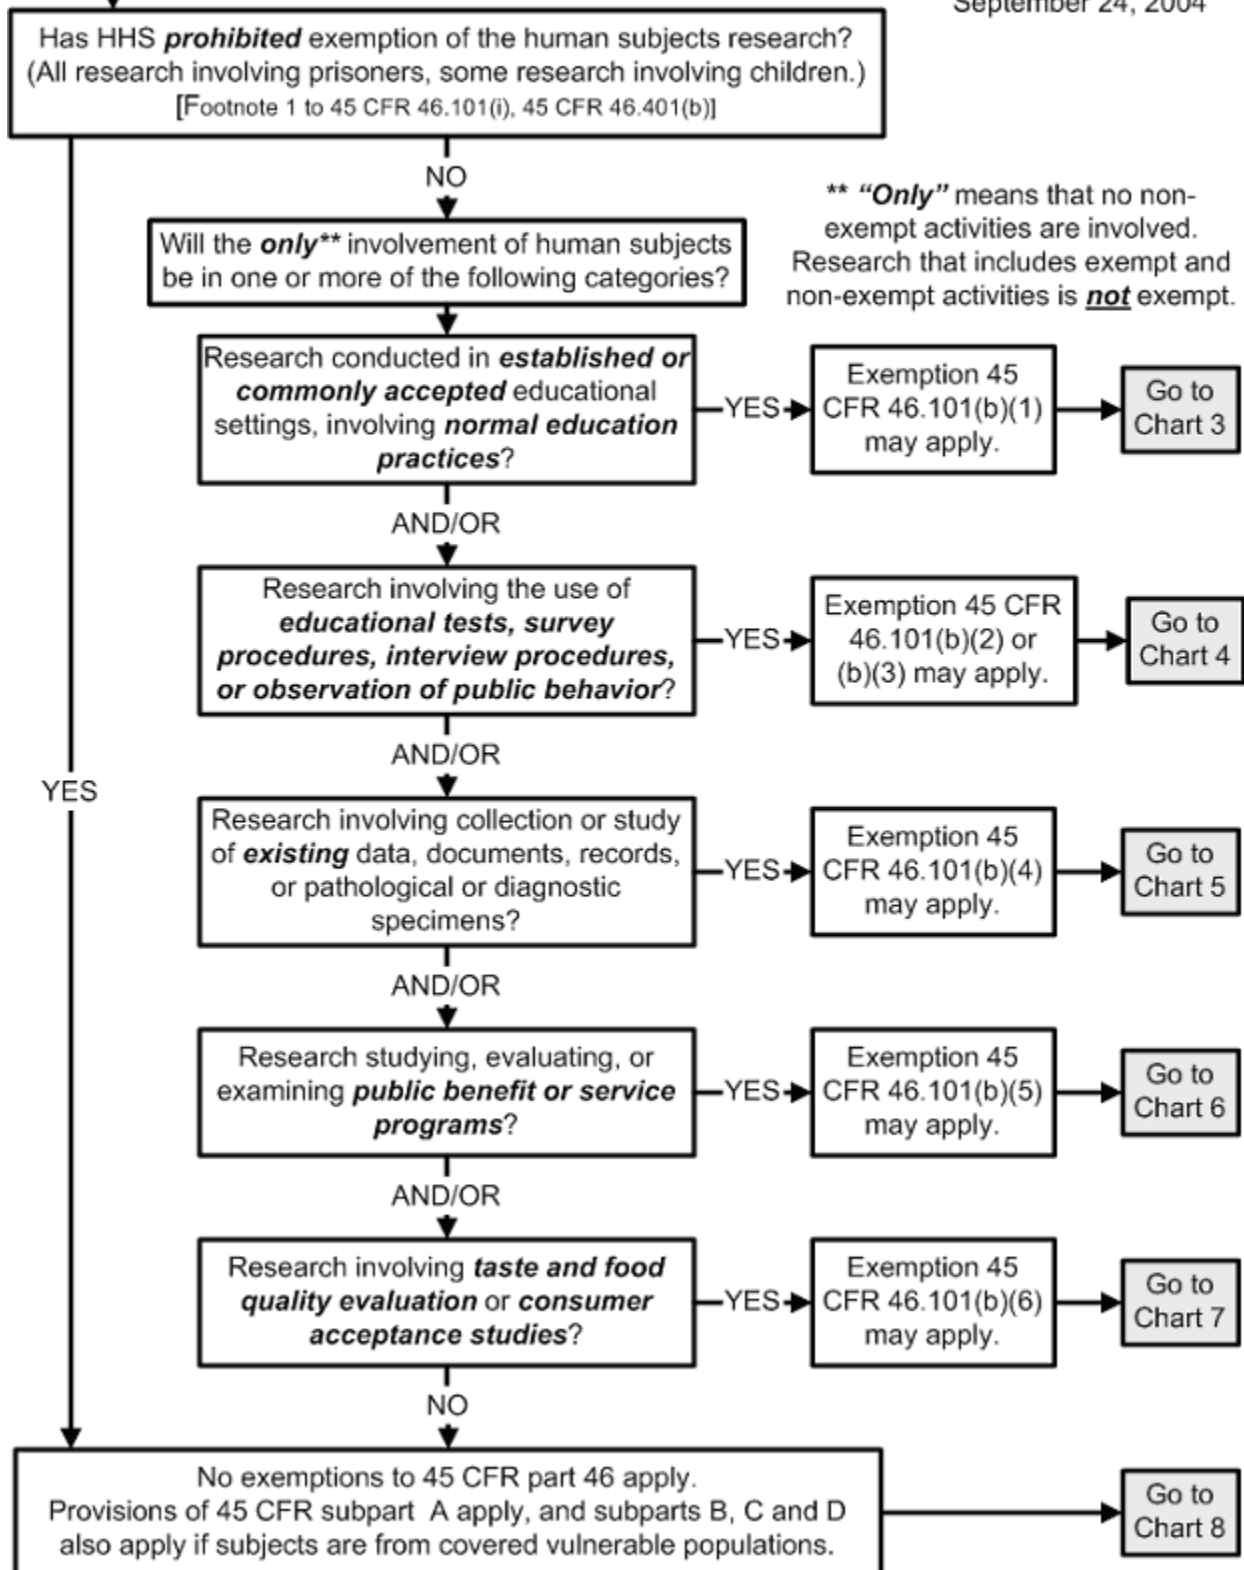 September 24, 2004
Has HHS prohibited exemption of the human subjects research?
(All research involving prisoners, some research involving children.)
[Footnote 1 to 45 CFR 46.101(i), 45 CFR 46.401(b)]
NO
** “Only” means that no non-
exempt activities are involved.
Research that includes exempt and
non-exempt activities is not exempt.
Will the only** involvement of human subjects
be in one or more of the following categories?
Research conducted in established or
commonly accepted educational
settings, involving normal education
practices?
YES
Exemption 45
CFR 46.101(b)(1)
may apply.
Go to
Chart 3
AND/OR
Research involving the use of
educational tests, survey
procedures, interview procedures,
or observation of public behavior?
YES
Exemption 45 CFR
46.101(b)(2) or
(b)(3) may apply.
Go to
Chart 4
AND/OR
YES
Research involving collection or study
of existing data, documents, records,
or pathological or diagnostic
specimens?
YES
Exemption 45
CFR 46.101(b)(4)
may apply.
Go to
Chart 5
AND/OR
Research studying, evaluating, or
examining public benefit or service
programs?
YES
Exemption 45
CFR 46.101(b)(5)
may apply.
Go to
Chart 6
AND/OR
Research involving taste and food
quality evaluation or consumer
acceptance studies?
YES
Exemption 45
CFR 46.101(b)(6)
may apply.
Go to
Chart 7
NO
No exemptions to 45 CFR part 46 apply.
Provisions of 45 CFR subpart A apply, and subparts B, C and D
also apply if subjects are from covered vulnerable populations.
Go to
Chart 8